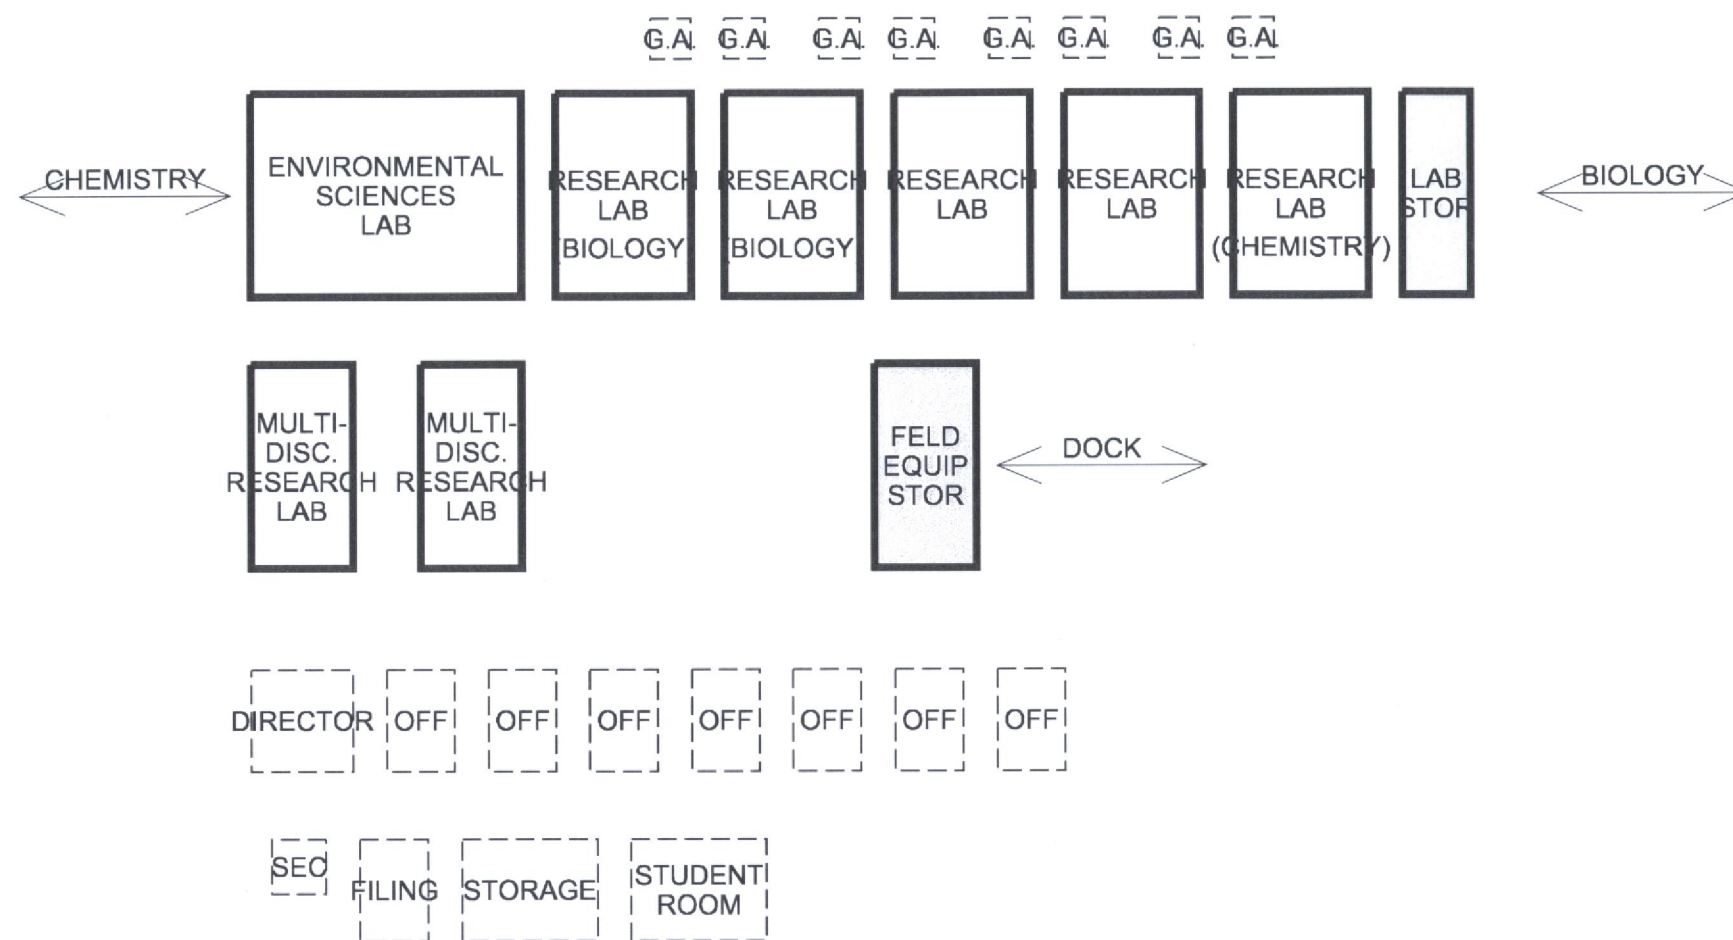 G.A. G.A. G.A. G.A. G.A. G.A. G.A. G.A.
CHEMISTRY
ENVIRONMENTAL
SCIENCES
LAB
RESEARCH
LAB
(BIOLOGY
RESEARCH
LAB
(BIOLOGY
RESEARCH
LAB
RESEARCH
LAB
RESEARCH
LAB
(CHEMISTRY)
LAB
STOR
BIOLOGY
MULTI-
DISC.
RESEARCH
LAB
MULTI-
DISC.
RESEARCH
LAB
FELD
EQUIP
STOR
DOCK
DIRECTOR OFF OFF OFF OFF OFF OFF OFF
SEC
FILING
STORAGE
STUDENT
ROOM